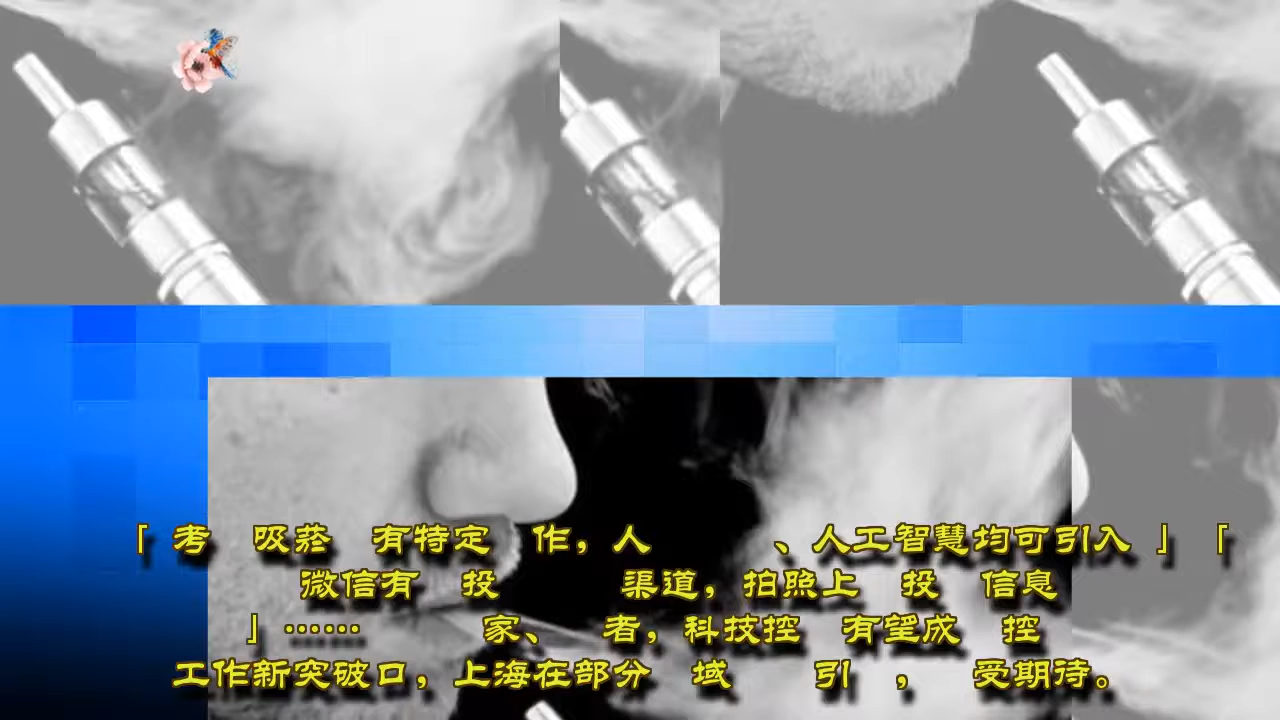 「 考 吸菸 有特定 作，人 、人工智慧均可引入 」 「
微信有 投 渠道，拍照上 投 信息
」…… 家、 者，科技控 有望成 控
工作新突破口，上海在部分 域 引 ， 受期待。